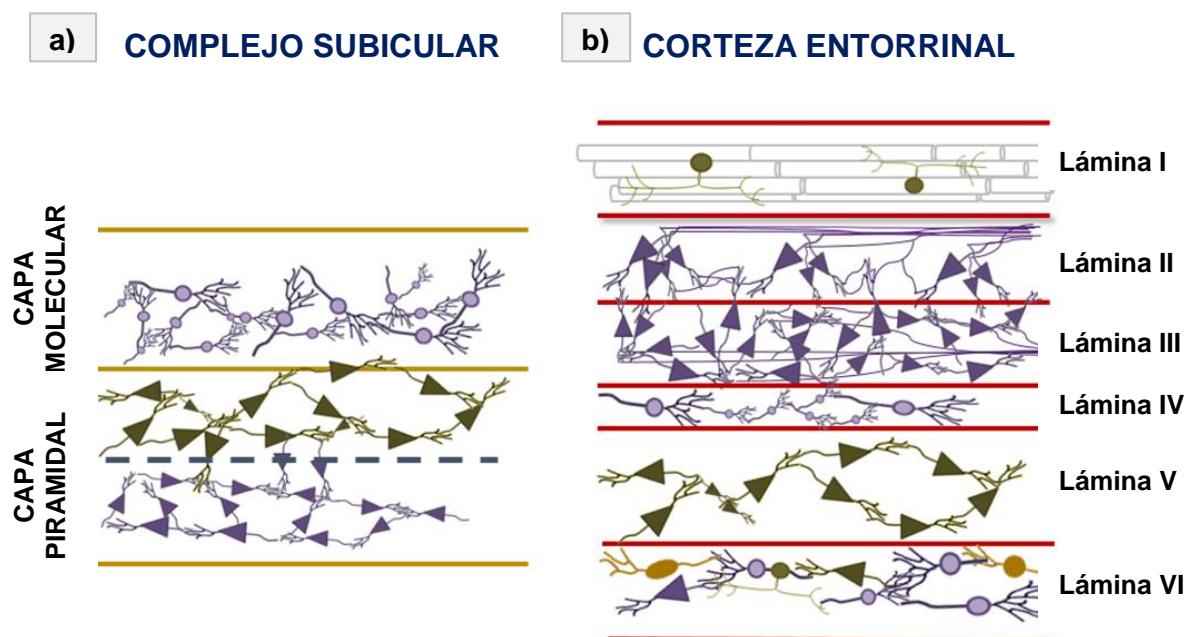 a)
COMPLEJO SUBICULAR
CAPA
MOLECULAR
CAPA
PIRAMIDAL
b)
CORTEZA ENTORRINAL
Lámina I
Lámina II
Lámina III
Lámina IV
Lámina V
Lámina VI